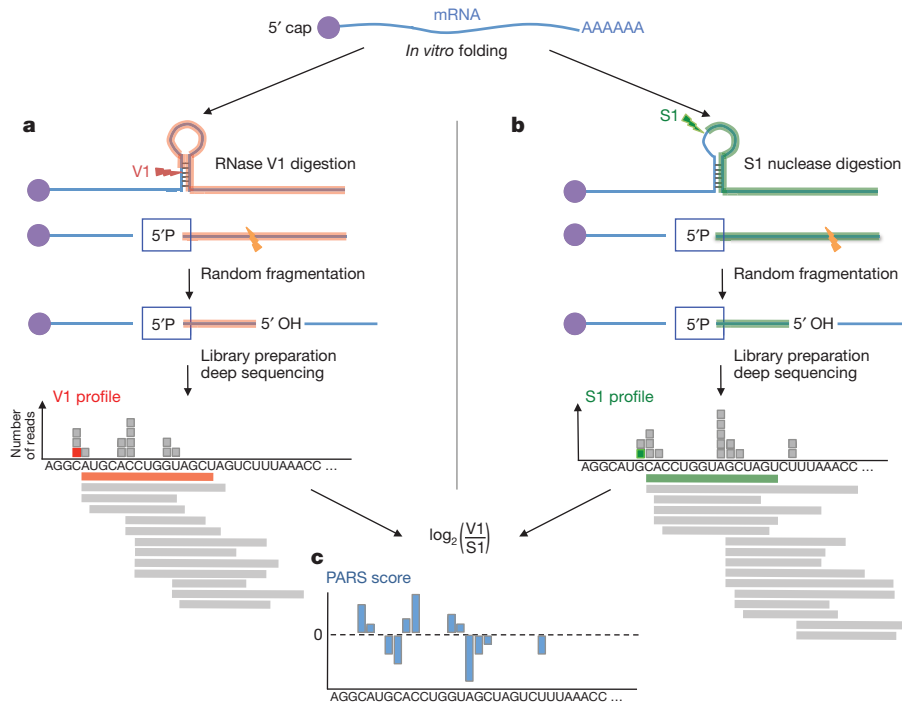 mRNA
5′ cap
AAAAAA
In vitro folding
a
V1
RNase V1 digestion
5′P
Random fragmentation
5′P
5′ OH
Library preparation
deep sequencing
V1 profile
Number
of reads
AGGCAUGCACCUGGUAGCUAGUCUUUAAACC ...
b
S1
S1 nuclease digestion
5′P
Random fragmentation
5′P
5′ OH
Library preparation
deep sequencing
S1 profile
AGGCAUGCACCUGGUAGCUAGUCUUUAAACC ...
log2(V1/S1)
c
PARS score
0
AGGCAUGCACCUGGUAGCUAGUCUUUAAACC ...